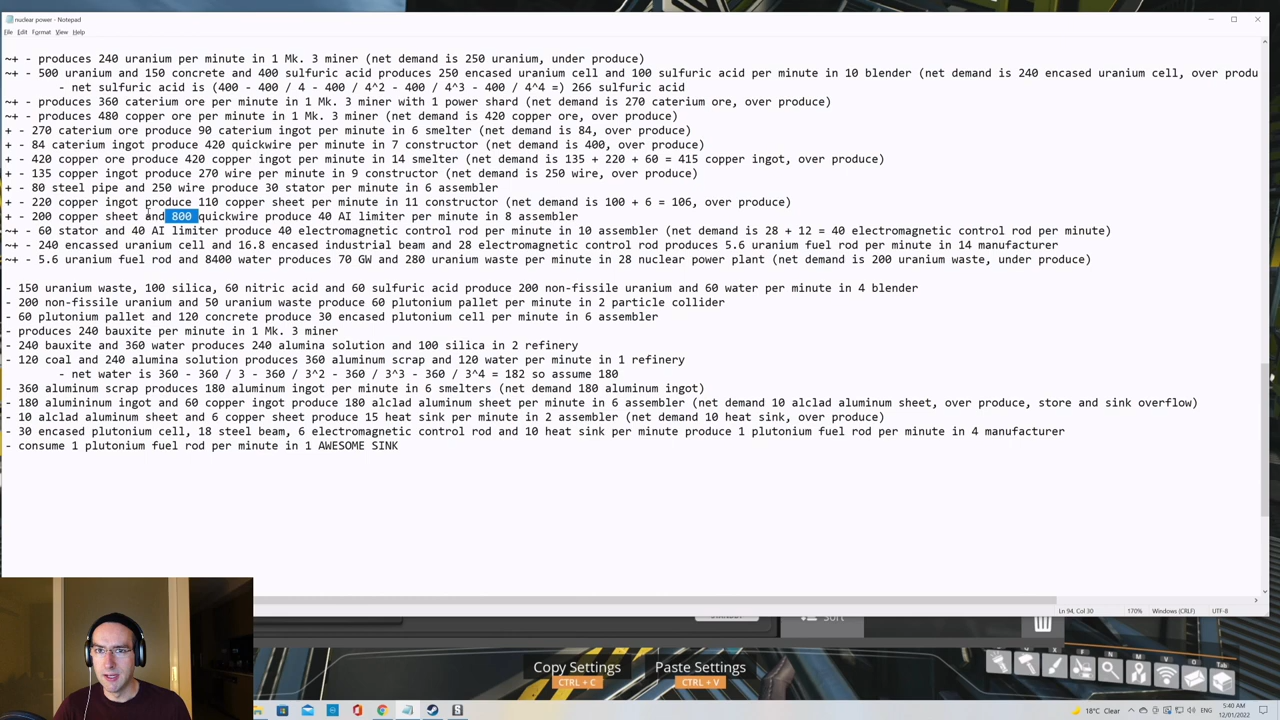 nuclear power - Notepad
File Edit Format View Help
~+ - produces 240 uranium per minute in 1 Mk. 3 miner (net demand is 250 uranium, under produce)
~+ - 500 uranium and 150 concrete and 400 sulfuric acid produces 250 encased uranium cell and 100 sulfuric acid per minute in 10 blender (net demand is 240 encased uranium cell, over produ
- net sulfuric acid is (400 - 400 / 4 - 400 / 4^2 - 400 / 4^3 - 400 / 4^4 =) 266 sulfuric acid
~+ - produces 360 caterium ore per minute in 1 Mk. 3 miner with 1 power shard (net demand is 270 caterium ore, over produce)
~+ - produces 480 copper ore per minute in 1 Mk. 3 miner (net demand is 420 copper ore, over produce)
+ - 270 caterium ore produce 90 caterium ingot per minute in 6 smelter (net demand is 84, over produce)
+ - 84 caterium ingot produce 420 quickwire per minute in 7 constructor (net demand is 400, over produce)
+ - 420 copper ore produce 420 copper ingot per minute in 14 smelter (net demand is 135 + 220 + 60 = 415 copper ingot, over produce)
+ - 135 copper ingot produce 270 wire per minute in 9 constructor (net demand is 250 wire, over produce)
+ - 80 steel pipe and 250 wire produce 30 stator per minute in 6 assembler
+ - 220 copper ingot produce 110 copper sheet per minute in 11 constructor (net demand is 100 + 6 = 106, over produce)
+ - 200 copper sheet and 800 quickwire produce 40 AI limiter per minute in 8 assembler
~+ - 60 stator and 40 AI limiter produce 40 electromagnetic control rod per minute in 10 assembler (net demand is 28 + 12 = 40 electromagnetic control rod per minute)
~+ - 240 encassed uranium cell and 16.8 encased industrial beam and 28 electromagnetic control rod produces 5.6 uranium fuel rod per minute in 14 manufacturer
~+ - 5.6 uranium fuel rod and 8400 water produces 70 GW and 280 uranium waste per minute in 28 nuclear power plant (net demand is 200 uranium waste, under produce)
- 150 uranium waste, 100 silica, 60 nitric acid and 60 sulfuric acid produce 200 non-fissile uranium and 60 water per minute in 4 blender
- 200 non-fissile uranium and 50 uranium waste produce 60 plutonium pallet per minute in 2 particle collider
- 60 plutonium pallet and 120 concrete produce 30 encased plutonium cell per minute in 6 assembler
- produces 240 bauxite per minute in 1 Mk. 3 miner
- 240 bauxite and 360 water produces 240 alumina solution and 100 silica in 2 refinery
- 120 coal and 240 alumina solution produces 360 aluminum scrap and 120 water per minute in 1 refinery
- net water is 360 - 360 / 3 - 360 / 3^2 - 360 / 3^3 - 360 / 3^4 = 182 so assume 180
- 360 aluminum scrap produces 180 aluminum ingot per minute in 6 smelters (net demand 180 aluminum ingot)
- 180 alumininum ingot and 60 copper ingot produce 180 alclad aluminum sheet per minute in 6 assembler (net demand 10 alclad aluminum sheet, over produce, store and sink overflow)
- 10 alclad aluminum sheet and 6 copper sheet produce 15 heat sink per minute in 2 assembler (net demand 10 heat sink, over produce)
- 30 encased plutonium cell, 18 steel beam, 6 electromagnetic control rod and 10 heat sink per minute produce 1 plutonium fuel rod per minute in 4 manufacturer
- consume 1 plutonium fuel rod per minute in 1 AWESOME SINK
Ln 94, Col 30 170% Windows (CRLF) UTF-8
STANDBY
Sort
Copy Settings Paste Settings
CTRL + C CTRL + V
F N M Q Tab
18°C Clear ENG 5:40 AM
12/01/2022